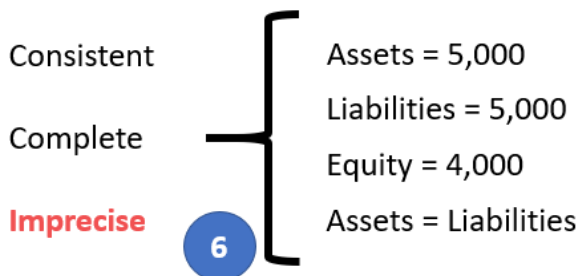 Consistent
Complete
Imprecise
6
Assets = 5,000
Liabilities = 5,000
Equity = 4,000
Assets = Liabilities